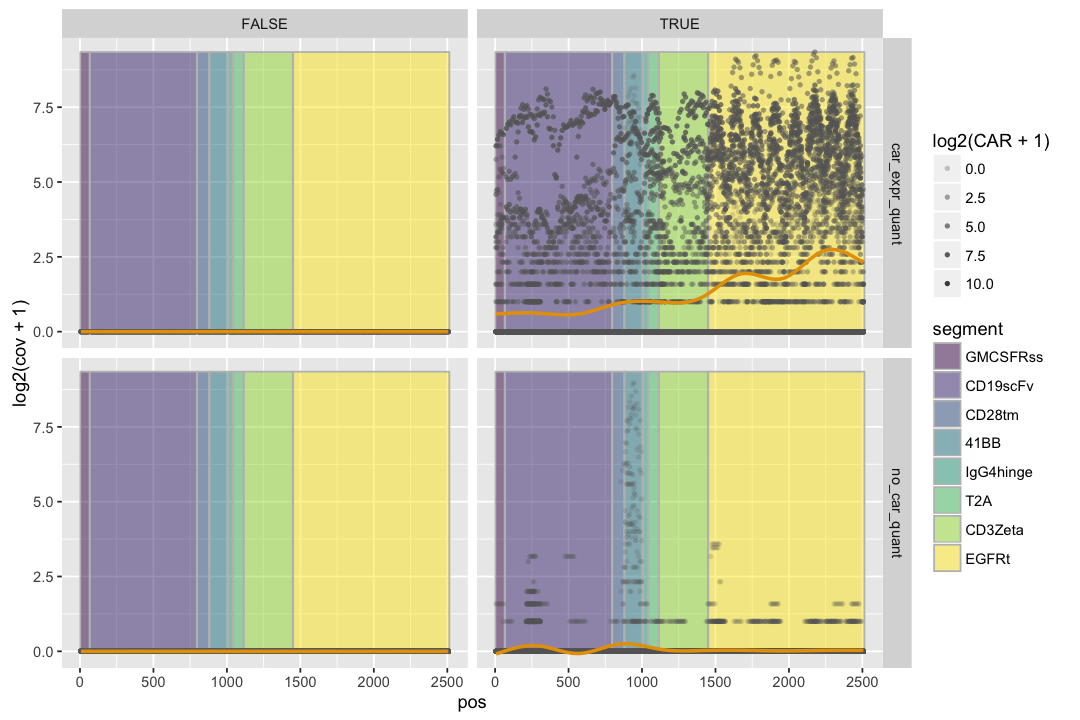 FALSE
TRUE
log2(cov + 1)
7.5
5.0
2.5
0.0
car_expr_quant
7.5
5.0
2.5
0.0
no_car_quant
0
500
1000
1500
2000
2500
0
500
1000
1500
2000
2500
pos
log2(CAR + 1)
0.0
2.5
5.0
7.5
10.0
segment
GMCSFRss
CD19scFv
CD28tm
41BB
IgG4hinge
T2A
CD3Zeta
EGFRt